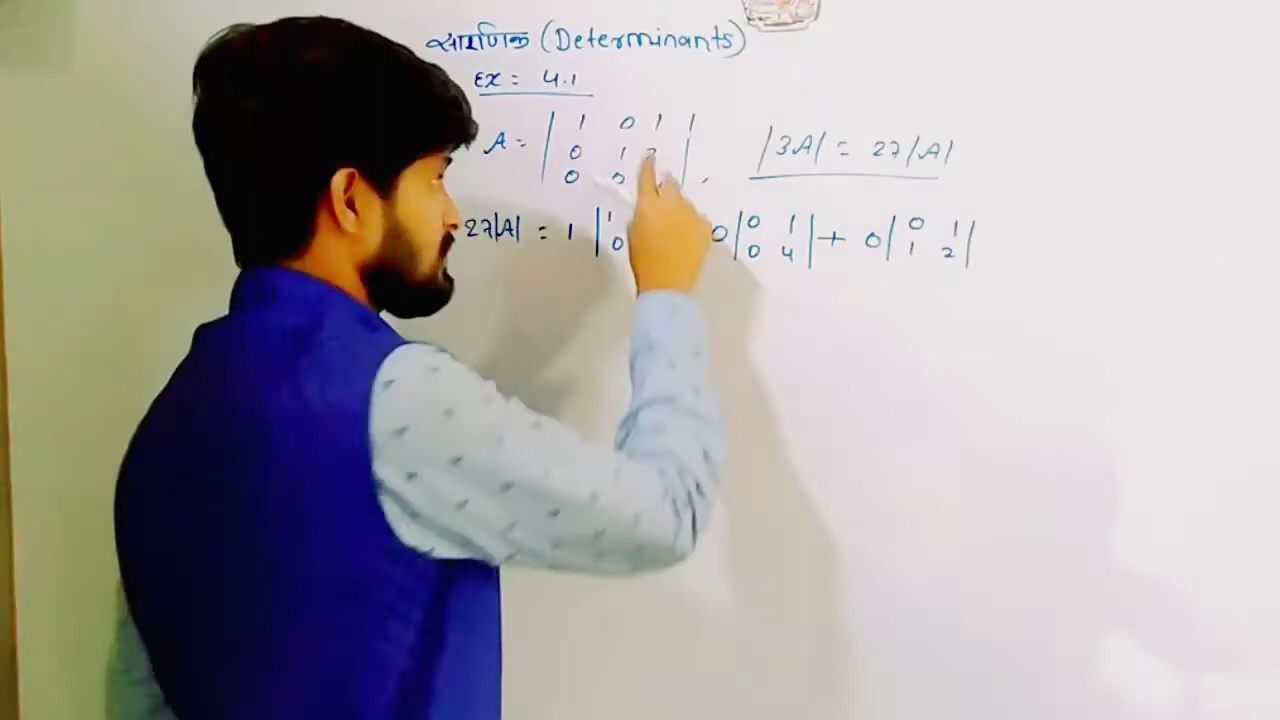 सारणिक (Determinants)
Ex = 4.1
A = | 1 0 1 |
| 0 1 2 |
| 0 0
|3A| = 27|A|
27|A| = 1 | 1
0
0 | 0 1 | + 0 | 0 1 |
| 0 4 | | 1 2 |